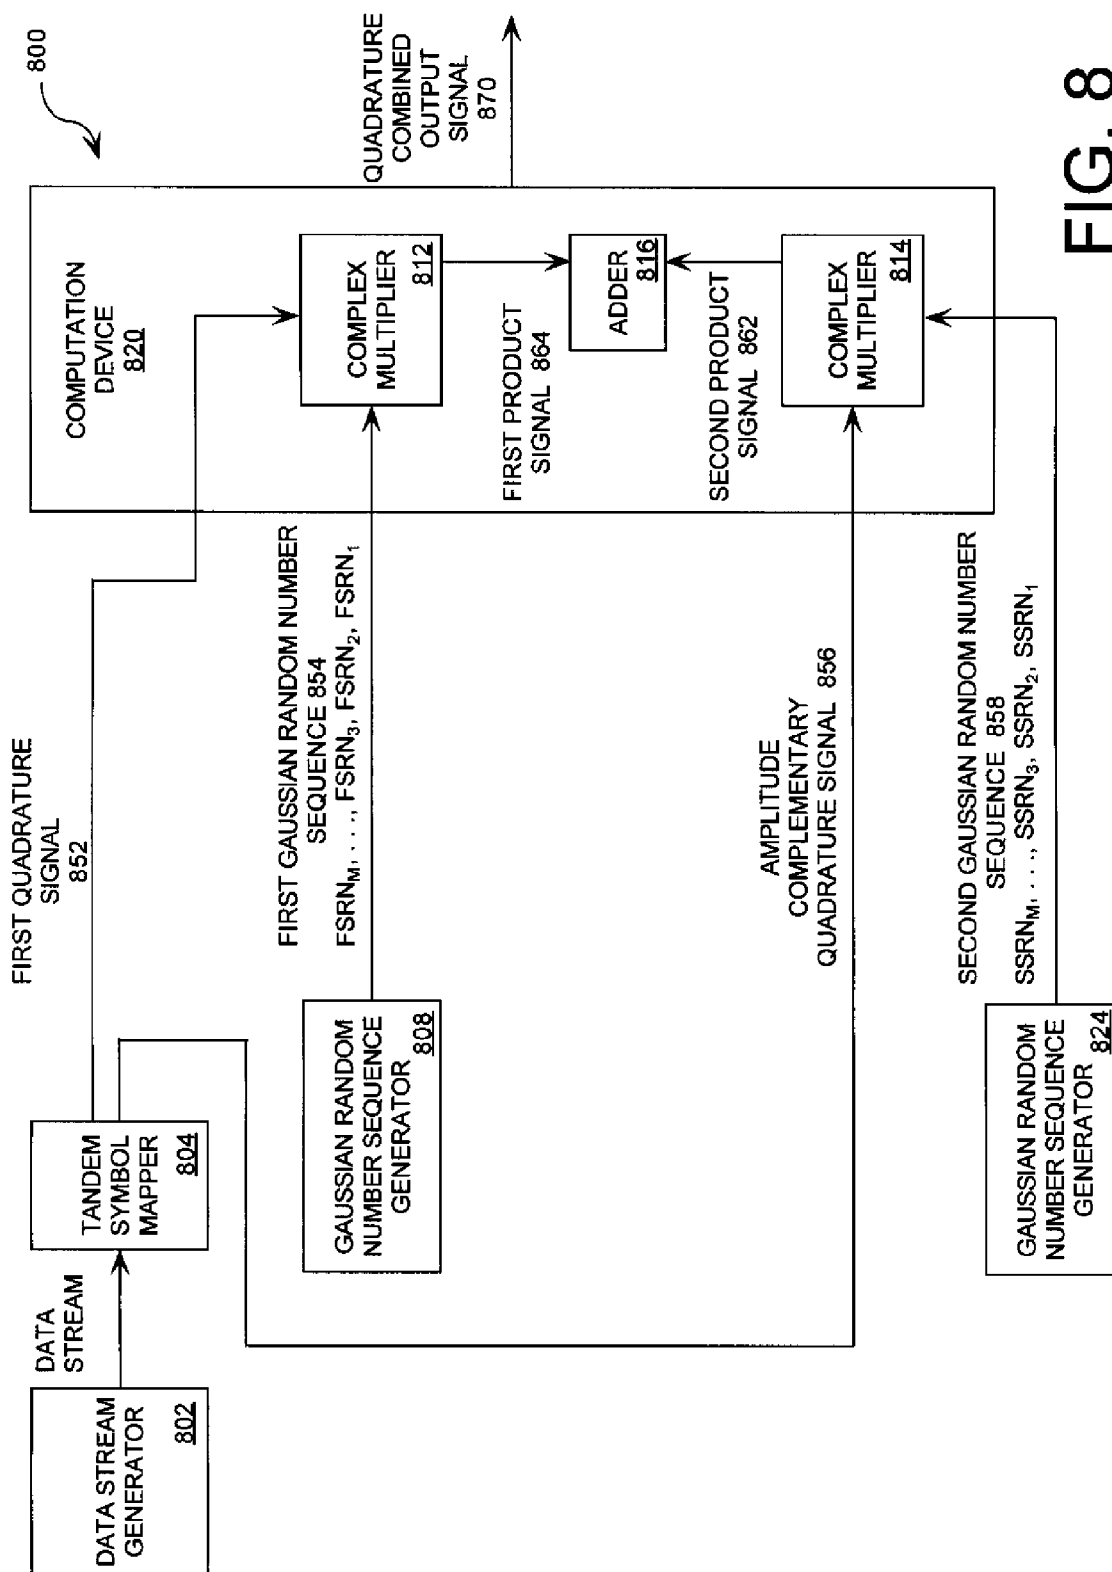 800
DATA STREAM
GENERATOR
802
DATA
STREAM
TANDEM
SYMBOL
MAPPER
804
FIRST QUADRATURE
SIGNAL
852
COMPUTATION
DEVICE
820
QUADRATURE
COMBINED
OUTPUT
SIGNAL
870
GAUSSIAN RANDOM
NUMBER SEQUENCE
GENERATOR
808
FIRST GAUSSIAN RANDOM NUMBER
SEQUENCE 854
FSRN_M, . . ., FSRN_3, FSRN_2, FSRN_1
COMPLEX
MULTIPLIER
812
FIRST PRODUCT
SIGNAL 864
ADDER
816
SECOND PRODUCT
SIGNAL 862
AMPLITUDE
COMPLEMENTARY
QUADRATURE SIGNAL 856
COMPLEX
MULTIPLIER
814
GAUSSIAN RANDOM
NUMBER SEQUENCE
GENERATOR
824
SECOND GAUSSIAN RANDOM NUMBER
SEQUENCE 858
SSRN_M, . . ., SSRN_3, SSRN_2, SSRN_1
FIG. 8